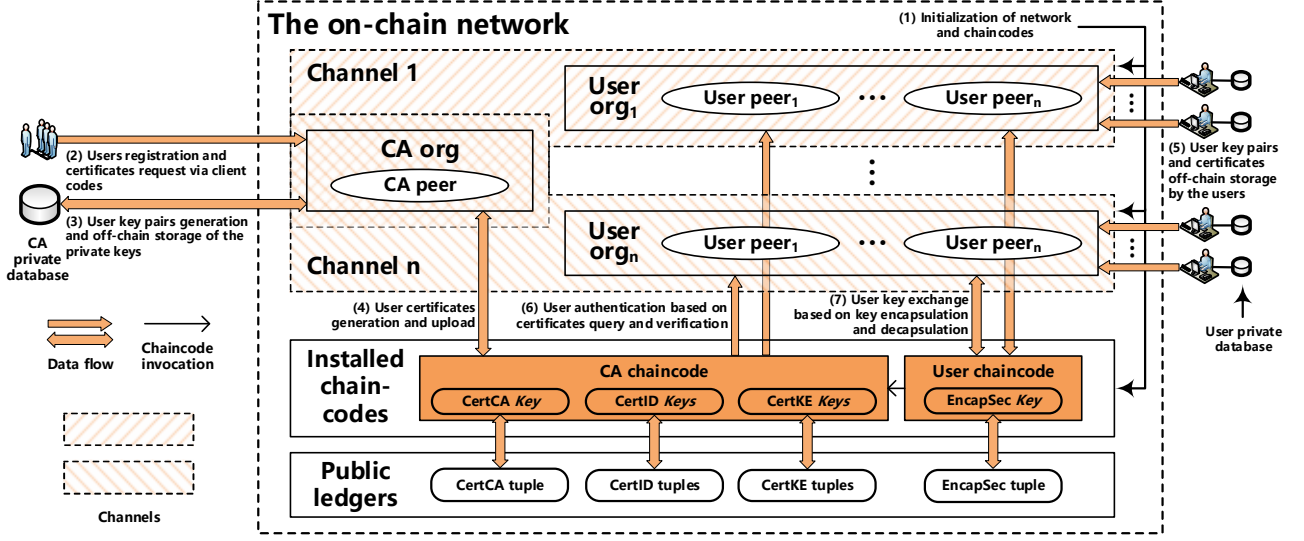 The on-chain network
(1) Initialization of network
and chaincodes
Channel 1
User
org1
User peer1
•••
User peern
(2) Users registration and
certificates request via client
codes
CA org
CA peer
(5) User key pairs
and certificates
off-chain storage
by the users
(3) User key pairs generation
and off-chain storage of the
private keys
CA
private
database
User
orgn
User peer1
•••
User peern
Channel n
(4) User certificates
generation and upload
(6) User authentication based on
certificates query and verification
(7) User key exchange
based on key encapsulation
and decapsulation
User private
database
Data flow
Chaincode
invocation
Installed
chain-
codes
CA chaincode
CertCA Key
CertID Keys
CertKE Keys
User chaincode
EncapSec Key
Public
ledgers
CertCA tuple
CertID tuples
CertKE tuples
EncapSec tuple
Channels